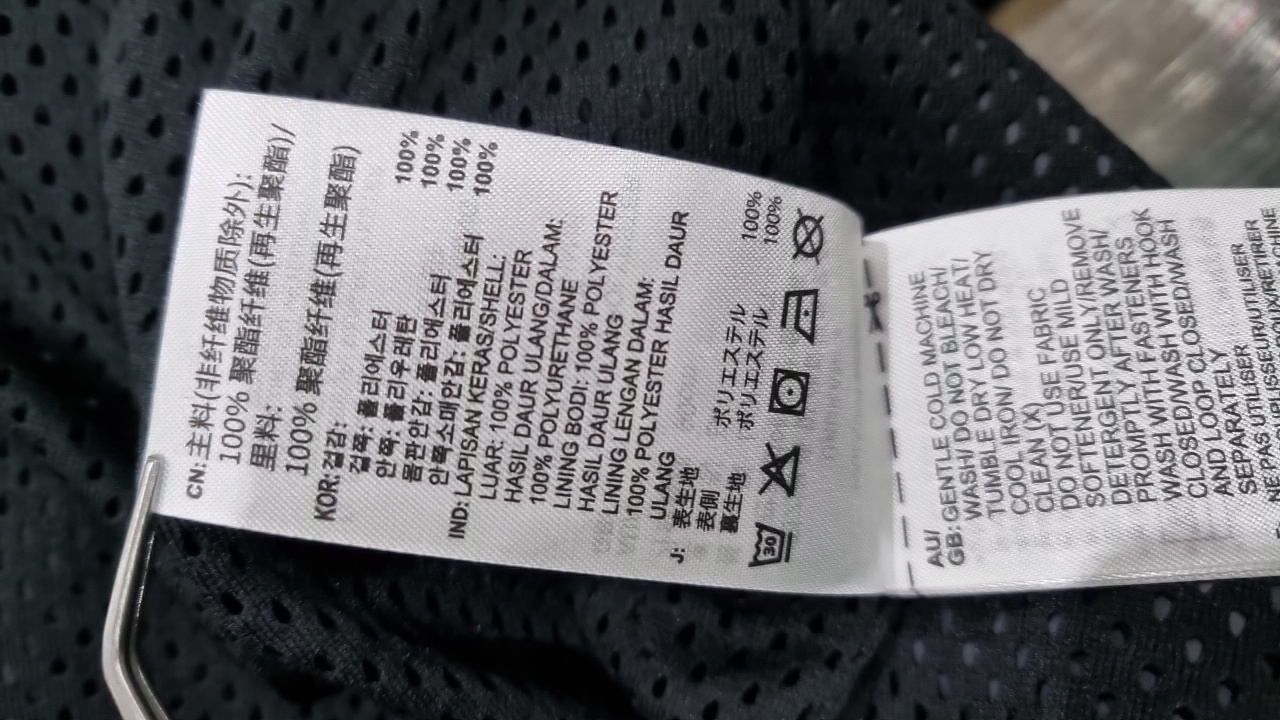 CN: 主料(非纤维物质除外):
100% 聚酯纤维(再生聚酯)/
里料:
100% 聚酯纤维(再生聚酯)
KOR: 겉감:
겉쪽: 폴리에스터 100%
안쪽: 폴리우레탄 100%
몸판안감: 폴리에스터 100%
안쪽소매안감: 폴리에스터 100%
IND: LAPISAN KERAS/SHELL:
LUAR: 100% POLYESTER
HASIL DAUR ULANG/DALAM:
100% POLYURETHANE
LINING BODI: 100% POLYESTER
HASIL DAUR ULANG
LINING LENGAN DALAM:
100% POLYESTER HASIL DAUR
ULANG
J: 表生地
表側 ポリエステル 100%
裏生地 ポリエステル 100%
30
AU/
GB: GENTLE COLD MACHINE
WASH/ DO NOT BLEACH/
TUMBLE DRY LOW HEAT/
COOL IRON/ DO NOT DRY
CLEAN (X)
DO NOT USE FABRIC
SOFTENER/USE MILD
DETERGENT ONLY/REMOVE
PROMPTLY AFTER WASH/
WASH WITH FASTENERS
CLOSED/WASH WITH HOOK
AND LOOP CLOSED/WASH
SEPARATELY